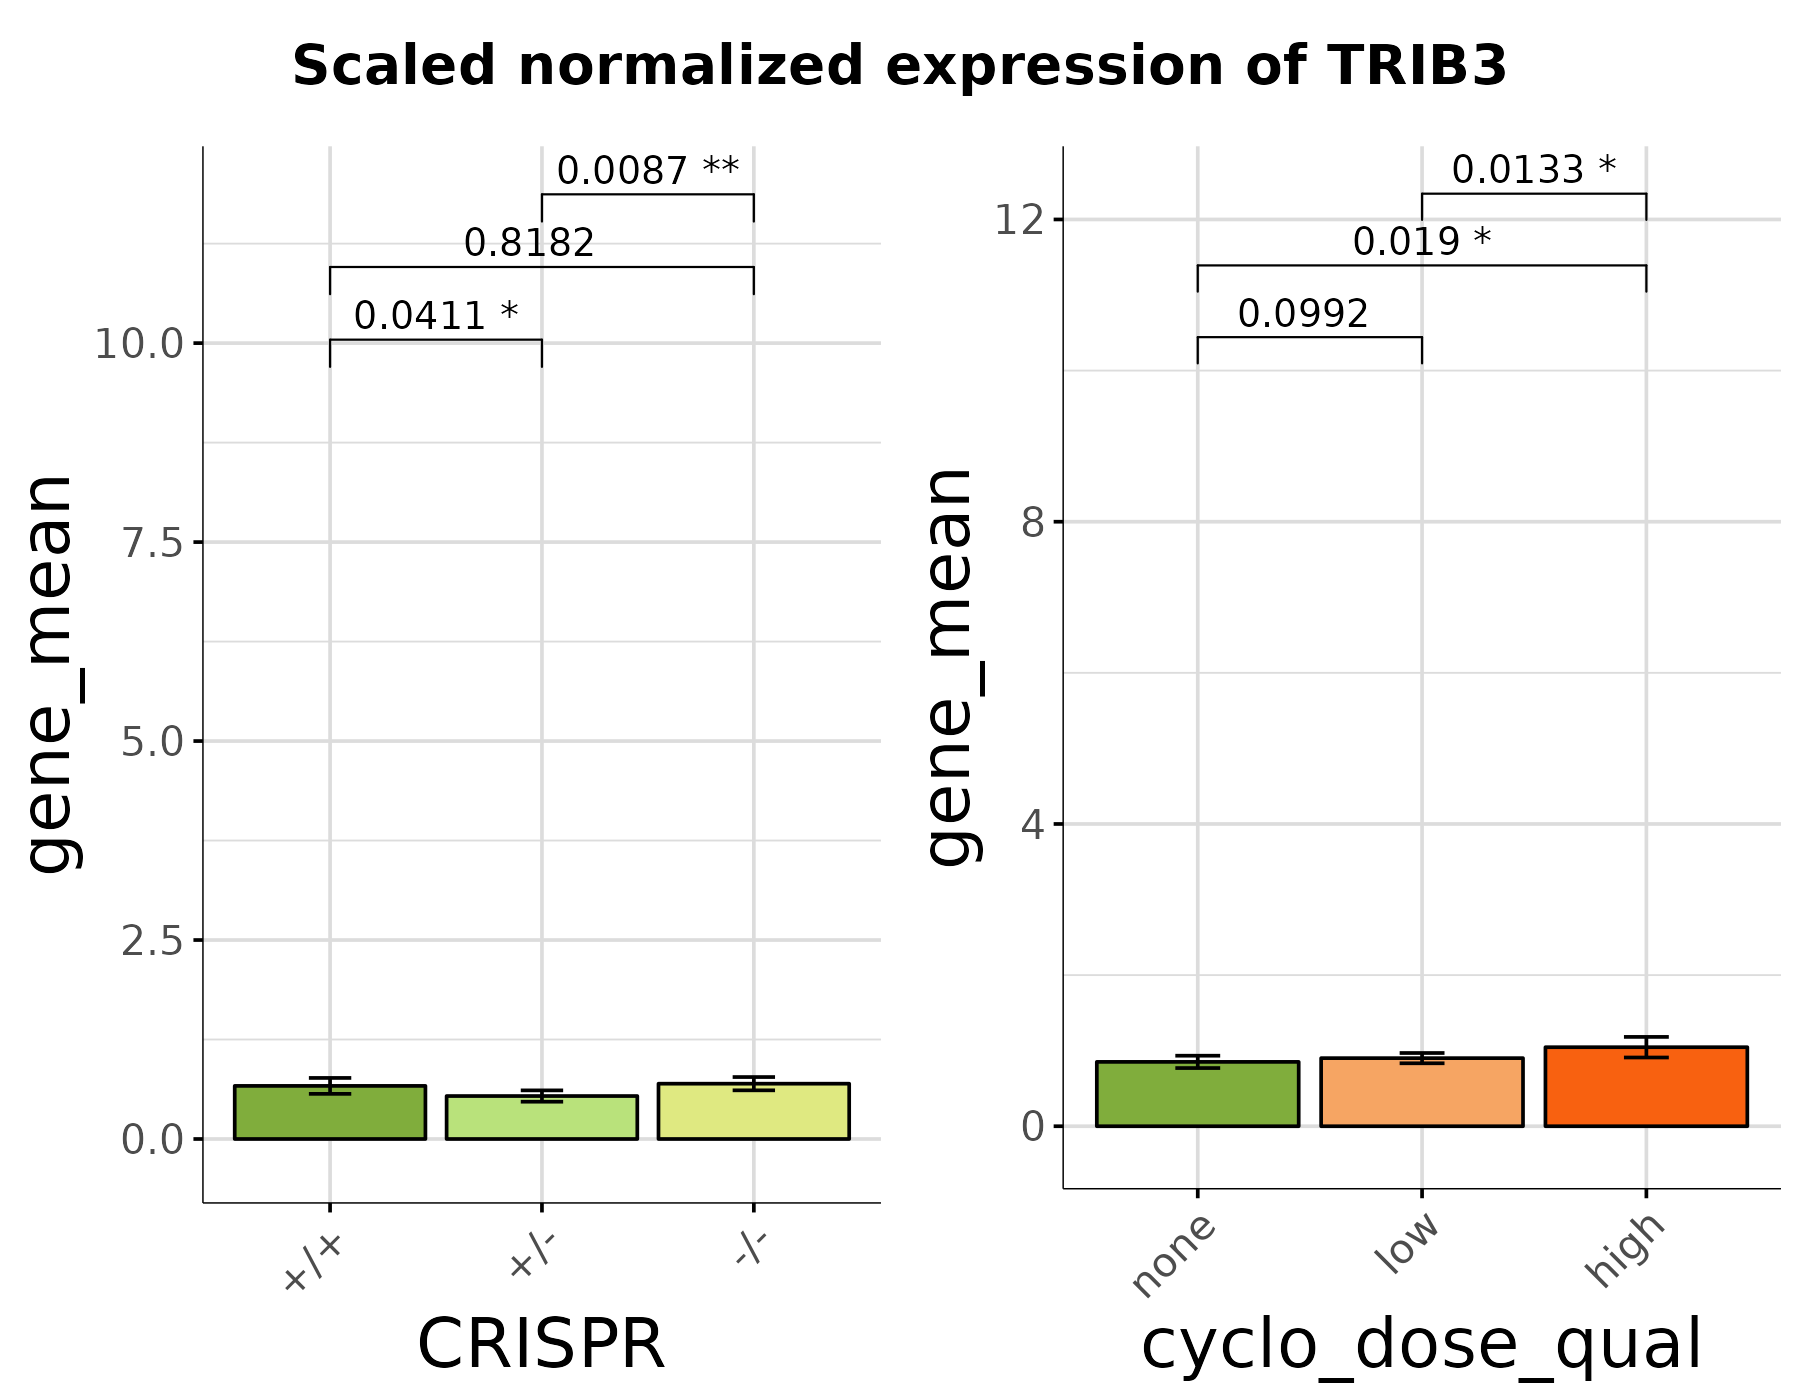 Scaled normalized expression of TRIB3
gene_mean
10.0
7.5
5.0
2.5
0.0
0.0087 **
0.8182
0.0411 *
+/+
+/-
-/-
CRISPR
gene_mean
12
8
4
0
0.0133 *
0.019 *
0.0992
none
low
high
cyclo_dose_qual